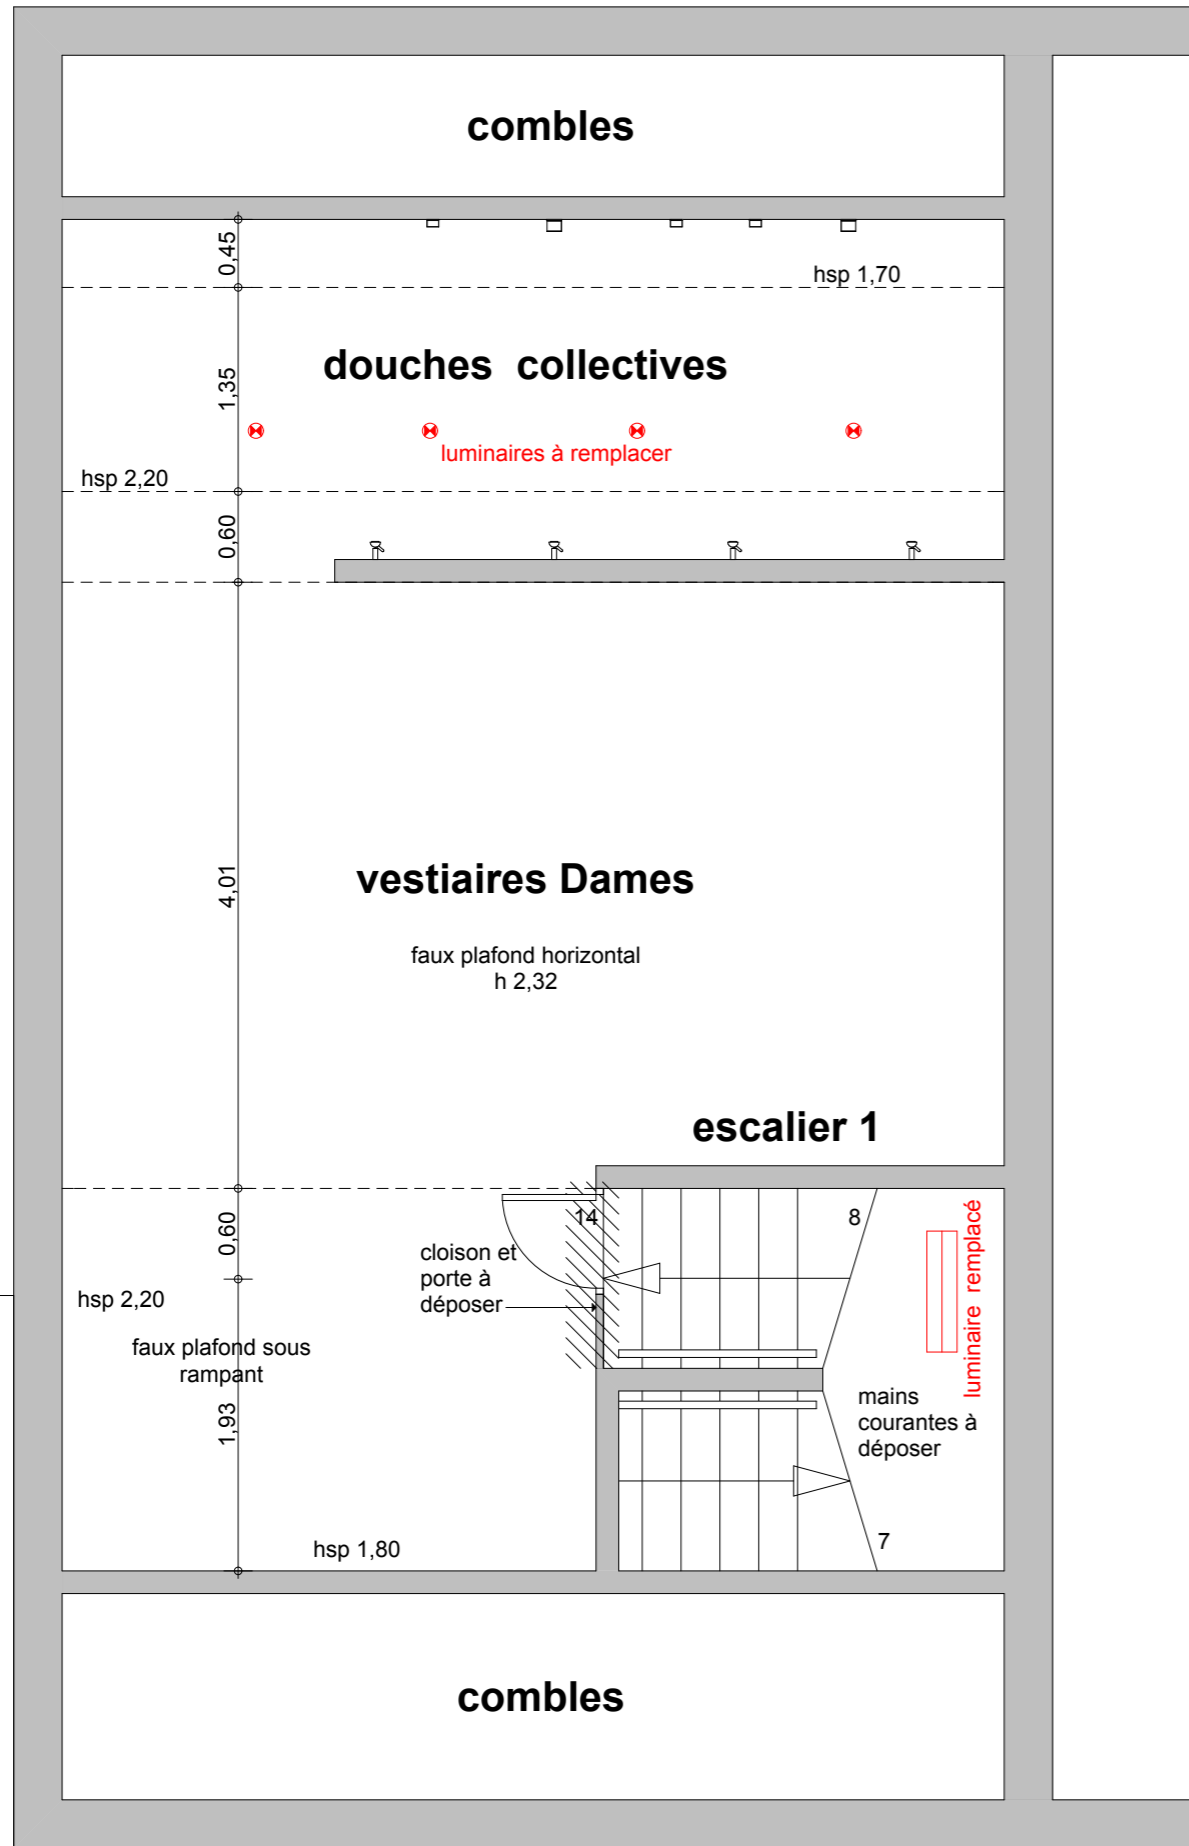 combles
0,45
hsp 1,70
douches collectives
1,35
luminaires à remplacer
hsp 2,20
0,60
4,01
vestiaires Dames
faux plafond horizontal
h 2,32
escalier 1
14
8
0,60
cloison et
porte à
déposer
luminaire remplacé
hsp 2,20
faux plafond sous
rampant
1,93
mains
courantes à
déposer
7
hsp 1,80
combles